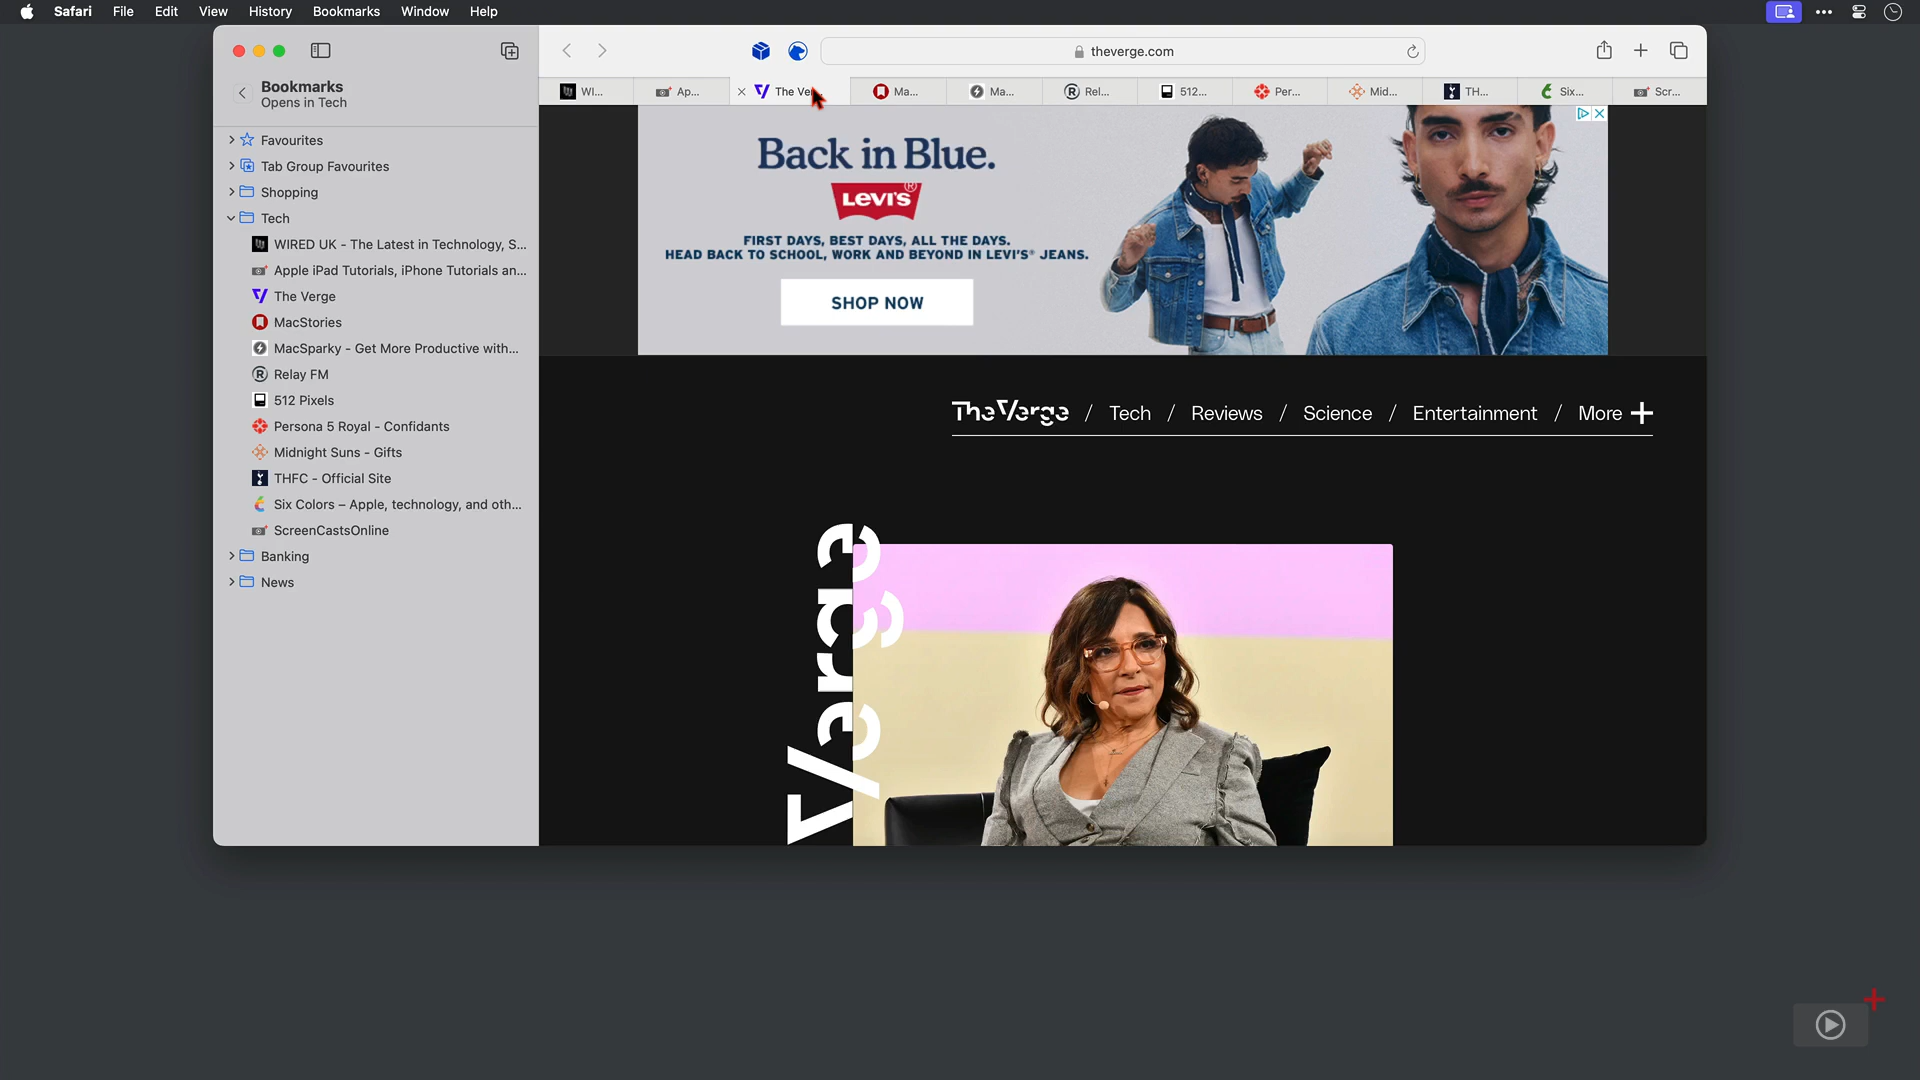 Safari File Edit View History Bookmarks Window Help
theverge.com
Bookmarks
Opens in Tech
WI...
Ap...
The Ve
Ma...
Ma...
Rel...
512...
Per...
Mid...
TH...
Six...
Scr...
Favourites
Tab Group Favourites
Shopping
Tech
WIRED UK - The Latest in Technology, S...
Apple iPad Tutorials, iPhone Tutorials an...
The Verge
MacStories
MacSparky - Get More Productive with...
Relay FM
512 Pixels
Persona 5 Royal - Confidants
Midnight Suns - Gifts
THFC - Official Site
Six Colors – Apple, technology, and oth...
ScreenCastsOnline
Banking
News
Back in Blue.
LEVI'S®
FIRST DAYS, BEST DAYS, ALL THE DAYS.
HEAD BACK TO SCHOOL, WORK AND BEYOND IN LEVI'S® JEANS.
SHOP NOW
TheVerge / Tech / Reviews / Science / Entertainment / More
Verge